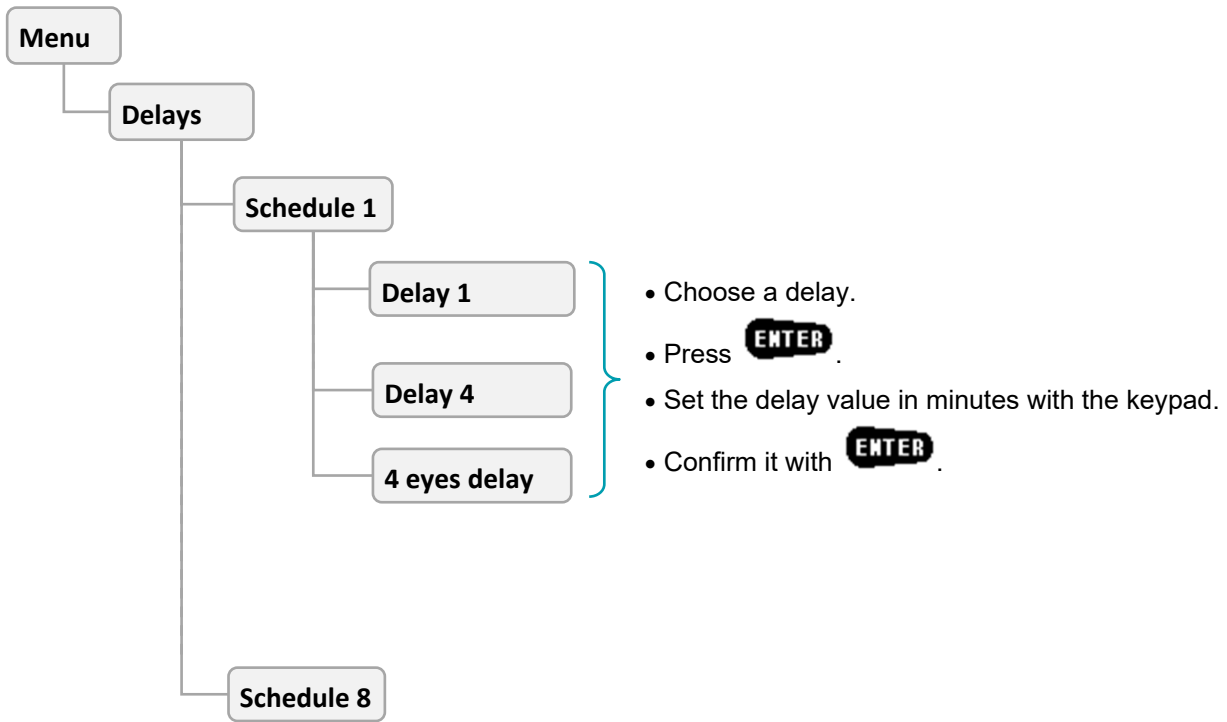 Menu
Delays
Schedule 1
Delay 1
• Choose a delay.
• Press ENTER.
Delay 4
• Set the delay value in minutes with the keypad.
4 eyes delay
• Confirm it with ENTER.
Schedule 8